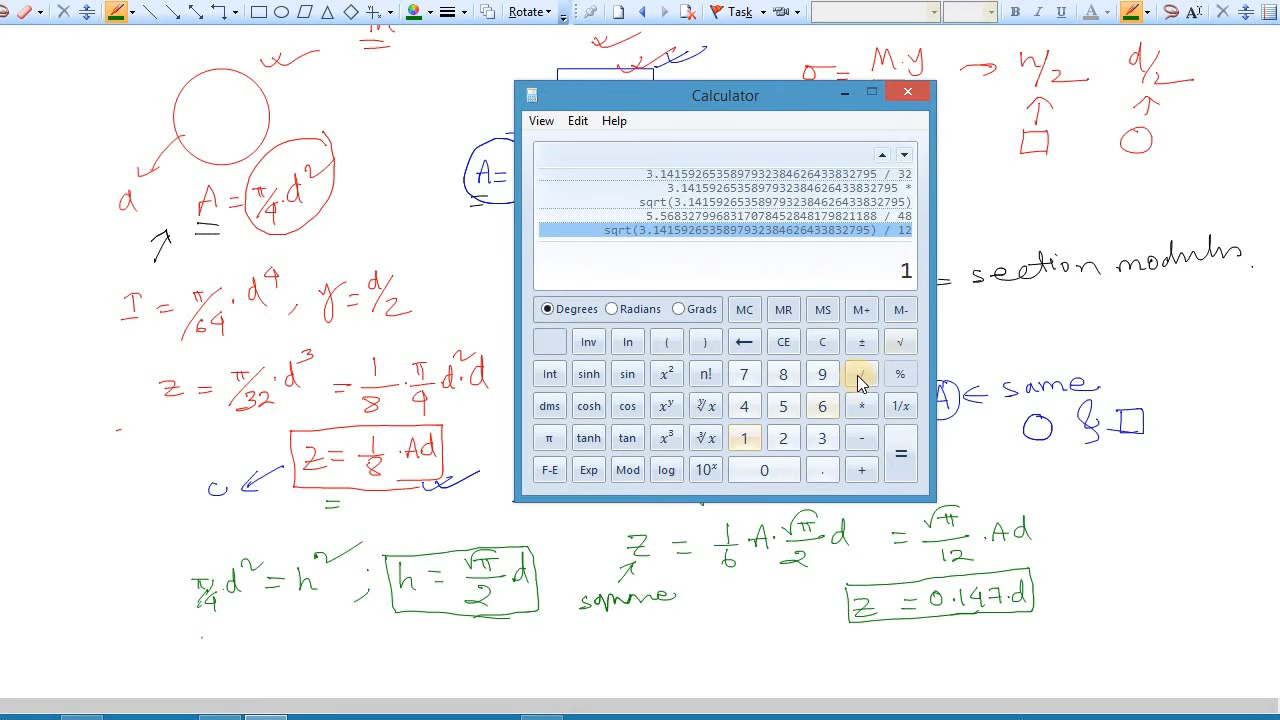 Rotate
Task
B I U
M·y
σ = → h/2 d/2
a
A = π/4·d²
A =
= section modulus.
I = π/64·d⁴, y = d/2
z = π/32·d³ = 1/8·π/4 d²·d
A ← same
○ & □
Z = 1/8·Ad
π/4·d² = h² ; h = √π/2 d
Z = 1/6 A·√π/2 d = √π/12·Ad
square
Z = 0.147·d
Calculator
View Edit Help
3.1415926535897932384626433832795 / 32
3.1415926535897932384626433832795 *
sqrt(3.1415926535897932384626433832795)
5.5683279968317078452848179821188 / 8
sqrt(3.1415926535897932384626433832795) / 12
1
Degrees Radians Grads MC MR MS M+ M-
Inv ln ( ) ← CE C ± √
Int sinh sin x² n! 7 8 9 / %
dms cosh cos xʸ ʸ√x 4 5 6 * 1/x
π tanh tan x³ ³√x 1 2 3 - =
F-E Exp Mod log 10ˣ 0 . +